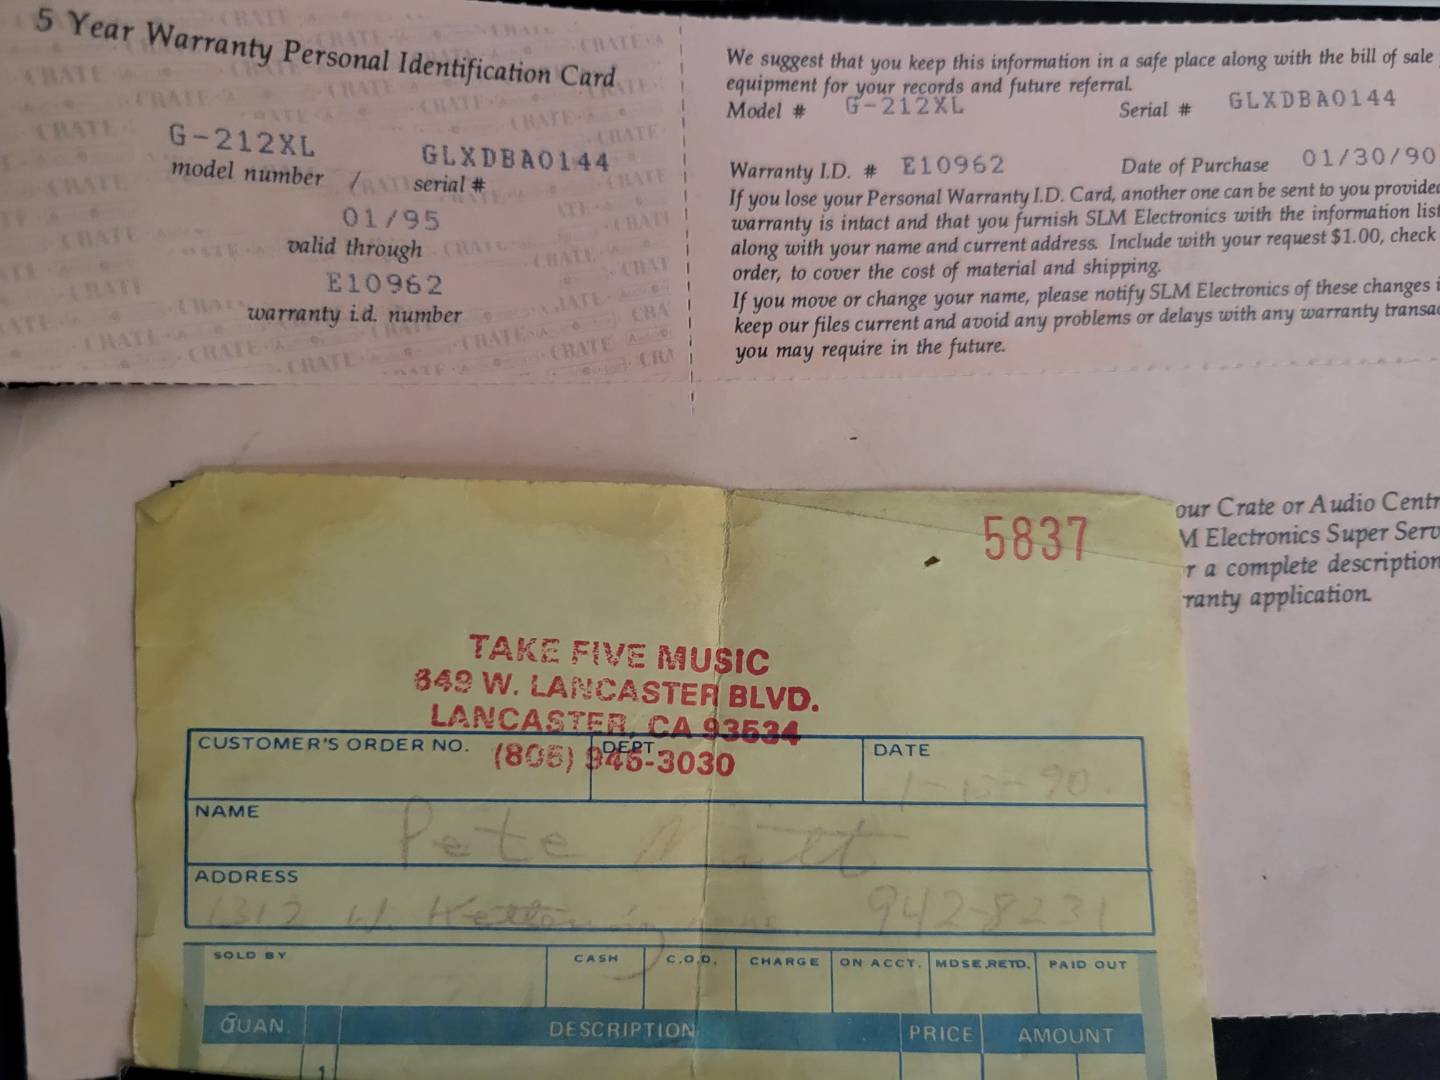 5 Year Warranty Personal Identification Card
G-212XL GLXDBA0144
model number / serial #
01/95
valid through
E10962
warranty i.d. number
We suggest that you keep this information in a safe place along with the bill of sale
equipment for your records and future referral.
Model # G-212XL Serial # GLXDBA0144
Warranty I.D. # E10962 Date of Purchase 01/30/90
If you lose your Personal Warranty I.D. Card, another one can be sent to you provided
warranty is intact and that you furnish SLM Electronics with the information list
along with your name and current address. Include with your request $1.00, check
order, to cover the cost of material and shipping.
If you move or change your name, please notify SLM Electronics of these changes i
keep our files current and avoid any problems or delays with any warranty transac
you may require in the future.
our Crate or Audio Centr
M Electronics Super Serv
r a complete description
ranty application.
5837
TAKE FIVE MUSIC
649 W. LANCASTER BLVD.
LANCASTER, CA 93534
(805) 945-3030
CUSTOMER'S ORDER NO. DEPT. DATE
NAME Pete
ADDRESS
1312 W. 942-8231
SOLD BY CASH C.O.D. CHARGE ON ACCT. MDSE. RETD. PAID OUT
QUAN. DESCRIPTION PRICE AMOUNT
1